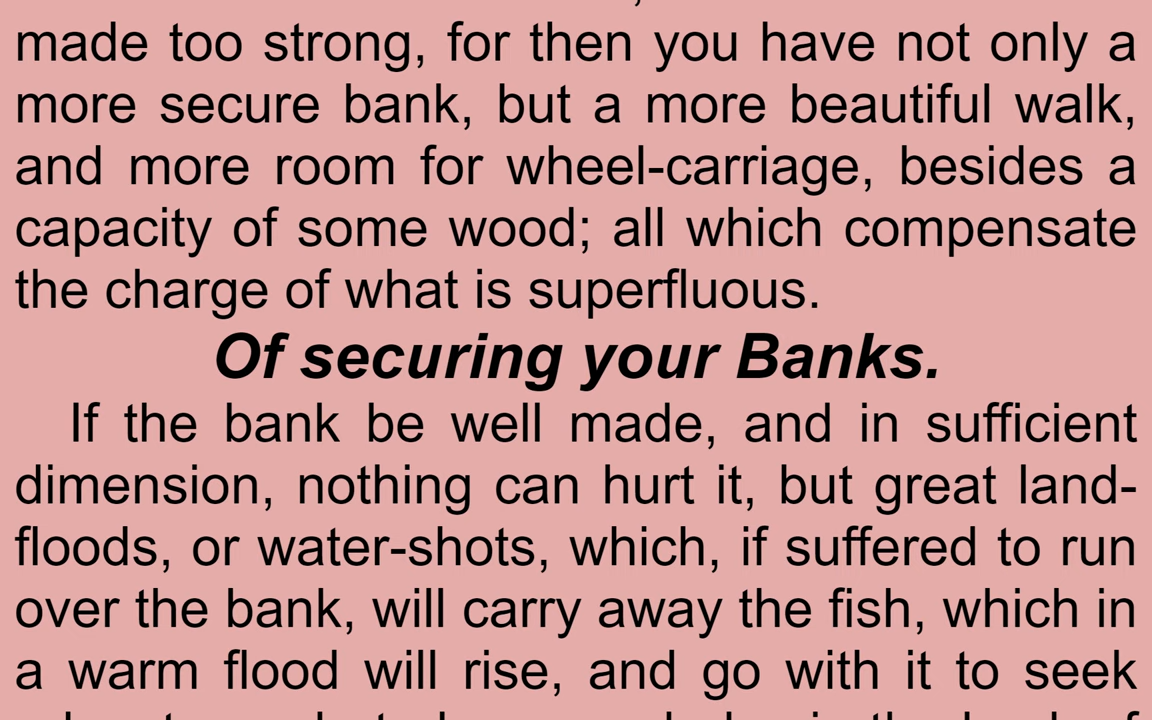 made too strong, for then you have not only a
more secure bank, but a more beautiful walk,
and more room for wheel-carriage, besides a
capacity of some wood; all which compensate
the charge of what is superfluous.
Of securing your Banks.
If the bank be well made, and in sufficient
dimension, nothing can hurt it, but great land-
floods, or water-shots, which, if suffered to run
over the bank, will carry away the fish, which in
a warm flood will rise, and go with it to seek